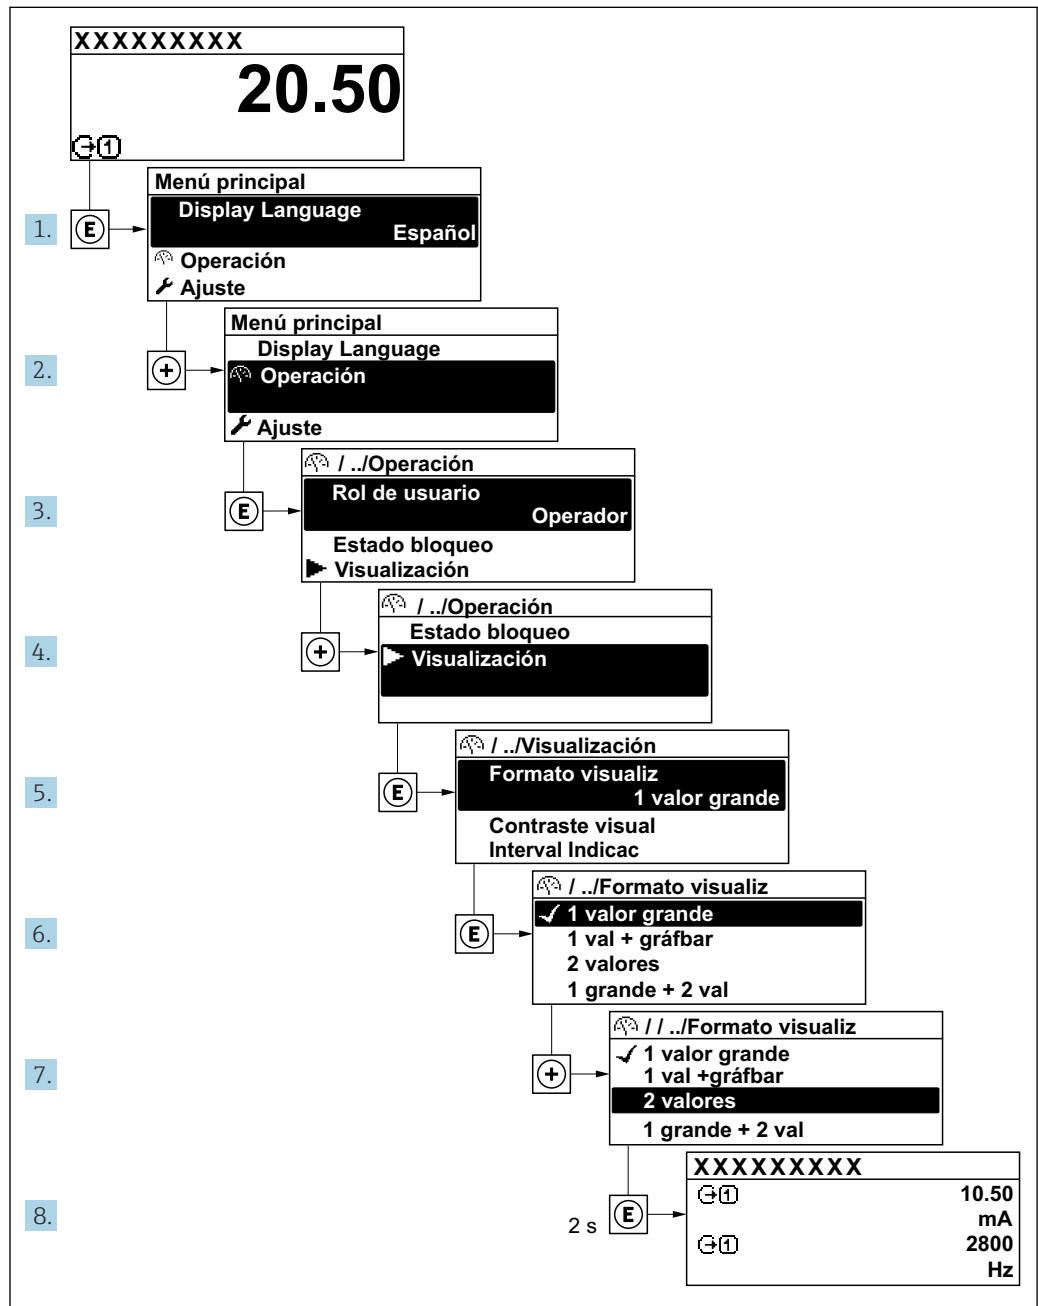 XXXXXXXXX
20.50
1
Menú principal
1.
E
Display Language
Español
Operación
Ajuste
Menú principal
2.
+
Display Language
Operación
Ajuste
/ ../Operación
3.
E
Rol de usuario
Operador
Estado bloqueo
Visualización
/ ../Operación
4.
+
Estado bloqueo
Visualización
/ ../Visualización
5.
E
Formato visualiz
1 valor grande
Contraste visual
Interval Indicac
/ ../Formato visualiz
6.
E
1 valor grande
1 val + gráfbar
2 valores
1 grande + 2 val
/ / ../Formato visualiz
7.
+
1 valor grande
1 val +gráfbar
2 valores
1 grande + 2 val
XXXXXXXXX
8.
2 s
E
1 10.50
mA
1 2800
Hz